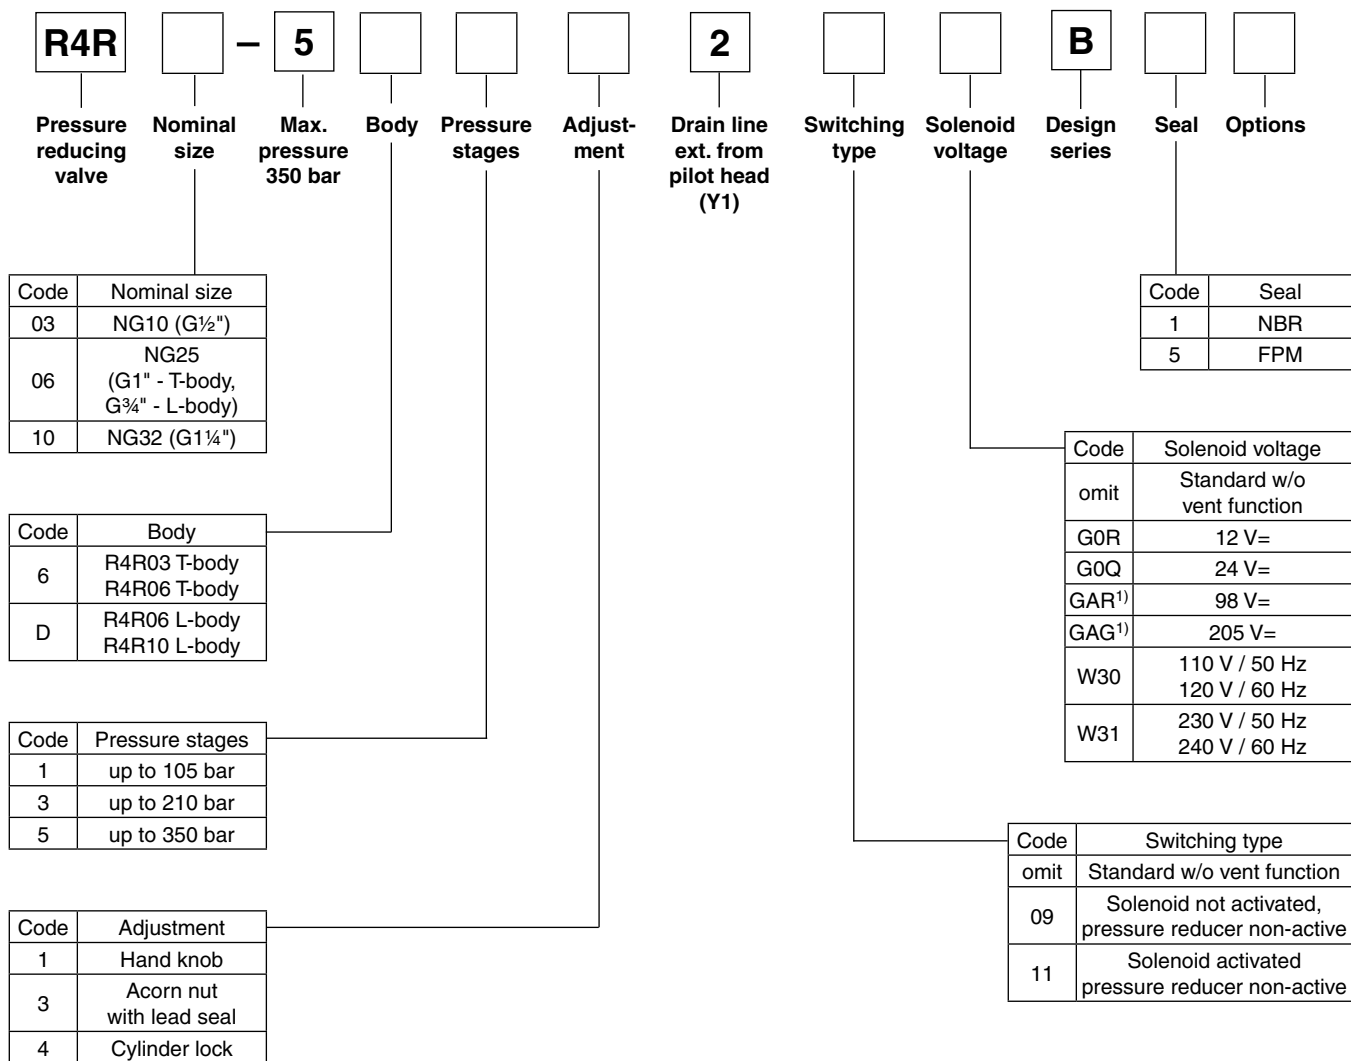 R4R – 5 2 B
Pressure reducing valve
Nominal size
Max. pressure 350 bar
Body
Pressure stages
Adjust-ment
Drain line ext. from pilot head (Y1)
Switching type
Solenoid voltage
Design series
Seal
Options
Code Nominal size
03 NG10 (G½")
06 NG25 (G1" - T-body, G¾" - L-body)
10 NG32 (G1¼")
Code Body
6 R4R03 T-body R4R06 T-body
D R4R06 L-body R4R10 L-body
Code Pressure stages
1 up to 105 bar
3 up to 210 bar
5 up to 350 bar
Code Adjustment
1 Hand knob
3 Acorn nut with lead seal
4 Cylinder lock
Code Seal
1 NBR
5 FPM
Code Solenoid voltage
omit Standard w/o vent function
G0R 12 V=
G0Q 24 V=
GAR1) 98 V=
GAG1) 205 V=
W30 110 V / 50 Hz 120 V / 60 Hz
W31 230 V / 50 Hz 240 V / 60 Hz
Code Switching type
omit Standard w/o vent function
09 Solenoid not activated, pressure reducer non-active
11 Solenoid activated pressure reducer non-active